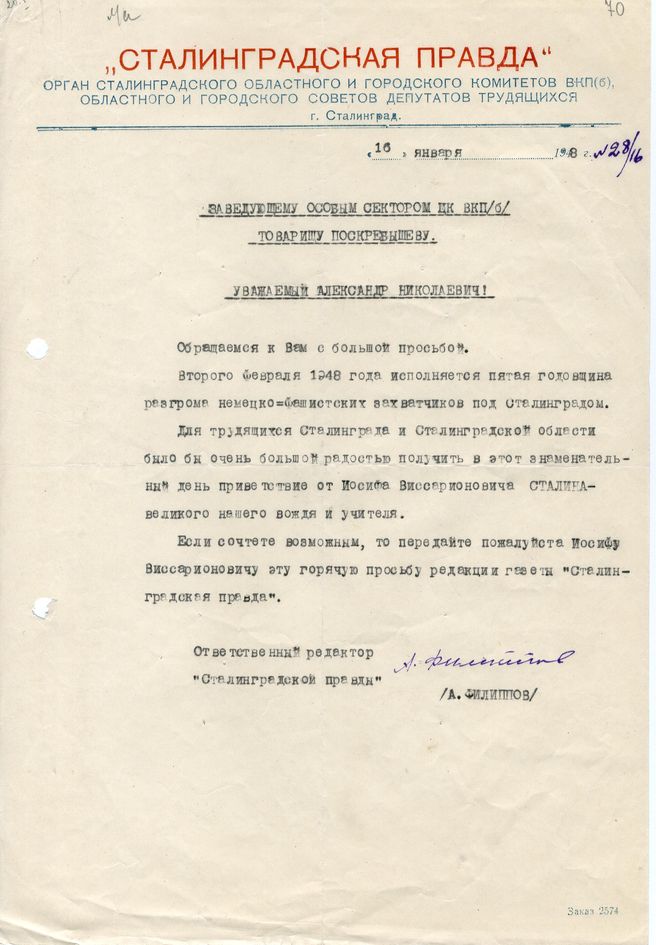 70
„СТАЛИНГРАДСКАЯ ПРАВДА“
ОРГАН СТАЛИНГРАДСКОГО ОБЛАСТНОГО И ГОРОДСКОГО КОМИТЕТОВ ВКП(б),
ОБЛАСТНОГО И ГОРОДСКОГО СОВЕТОВ ДЕПУТАТОВ ТРУДЯЩИХСЯ
г. Сталинград.
„16„ января 1948 г. №28/16
ЗАВЕДУЮЩЕМУ ОСОБЫМ СЕКТОРОМ ЦК ВКП/б/
ТОВАРИЩУ ПОСКРЕБЫШЕВУ.
УВАЖАЕМЫЙ АЛЕКСАНДР НИКОЛАЕВИЧ!
Обращаемся к Вам с большой просьбой.
Второго февраля 1948 года исполняется пятая годовщина
разгрома немецко=фашистских захватчиков под Сталинградом.
Для трудящихся Сталинграда и Сталинградской области
было бы очень большой радостью получить в этот знаменатель-
ный день приветствие от Иосифа Виссарионовича СТАЛИНА-
великого нашего вождя и учителя.
Если сочтете возможным, то передайте пожалуйста Иосифу
Виссарионовичу эту горячую просьбу редакции газеты "Сталин-
градская правда".
Ответственный редактор
"Сталинградской правды"
А. Филиппов
/А.ФИЛИППОВ/
Заказ 2574